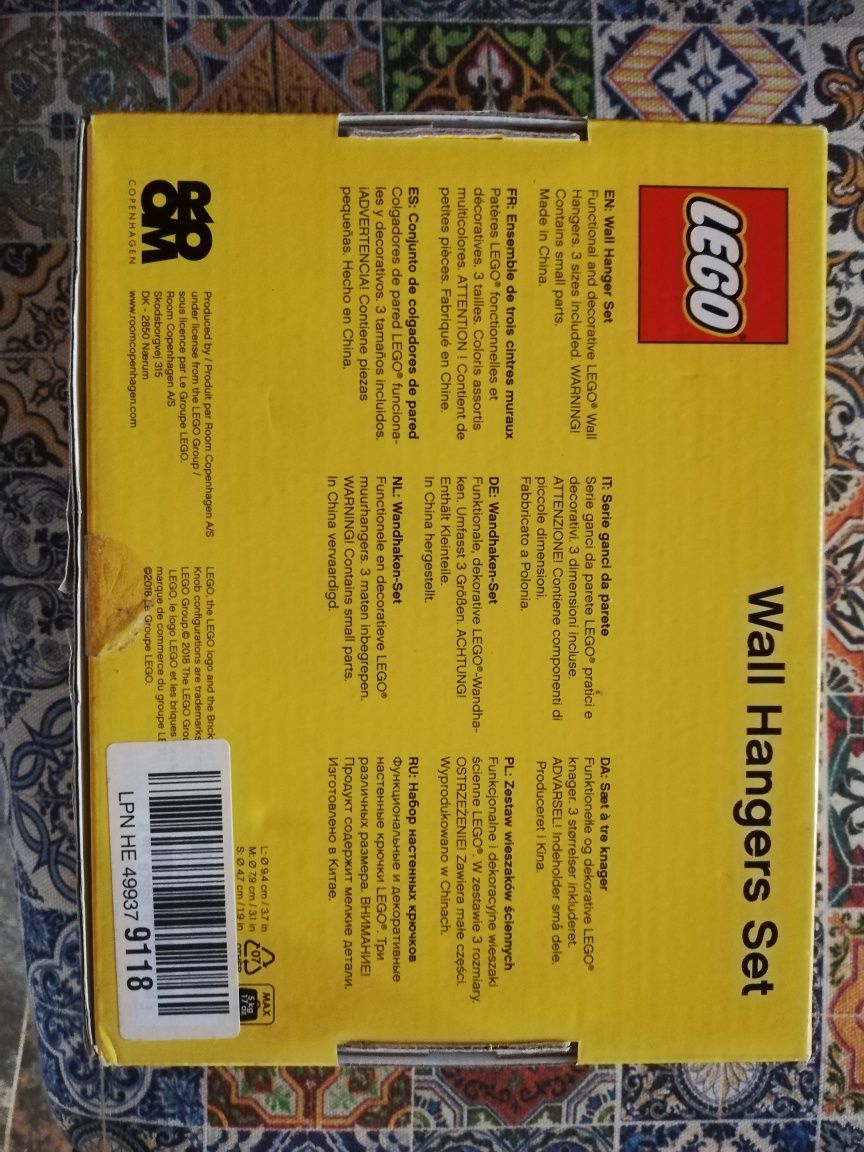 LEGO®
Wall Hangers Set
EN: Wall Hanger Set
Functional and decorative LEGO® Wall
Hangers. 3 sizes included. WARNING!
Contains small parts.
Made in China.
FR: Ensemble de trois cintres muraux
Patères LEGO® fonctionnelles et
décoratives. 3 tailles. Coloris assortis
multicolores. ATTENTION ! Contient de
petites pièces. Fabriqué en Chine.
ES: Conjunto de colgadores de pared
Colgadores de pared LEGO® funciona-
les y decorativos. 3 tamaños incluidos.
¡ADVERTENCIA! Contiene piezas
pequeñas. Hecho en China.
IT: Serie ganci da parete
Serie ganci da parete LEGO® pratici e
decorativi. 3 dimensioni incluse.
ATTENZIONE! Contiene componenti di
piccole dimensioni.
Fabbricato a Polonia.
DE: Wandhaken-Set
Funktionale, dekorative LEGO®-Wandha-
ken. Umfasst 3 Größen. ACHTUNG!
Enthält Kleinteile.
In China hergestellt.
NL: Wandhaken-Set
Functionele en decoratieve LEGO®
muurhangers. 3 maten inbegrepen.
WARNING! Contains small parts.
In China vervaardigd.
DA: Sæt à tre knager
Funktionelle og dekorative LEGO®
knager. 3 størrelser inkluderet.
ADVARSEL! Indeholder små dele.
Produceret i Kina.
PL: Zestaw wieszaków ściennych
Funkcjonalne i dekoracyjne wieszaki
ścienne LEGO®. W zestawie 3 rozmiary.
OSTRZEŻENIE! Zawiera małe części.
Wyprodukowano w Chinach.
RU: Набор настенных крючков
Функциональные и декоративные
настенные крючки LEGO®. Три
различных размера. ВНИМАНИЕ!
Продукт содержит мелкие детали.
Изготовлено в Китае.
ROOM
COPENHAGEN
Produced by / Produit par Room Copenhagen A/S
under license from the LEGO Group /
sous licence par Le Groupe LEGO.
Room Copenhagen A/S
Skodsborgvej 315
DK - 2850 Nærum
www.roomcopenhagen.com
LEGO, the LEGO logo and the Brick
Knob configurations are trademarks
LEGO Group.© 2018 The LEGO
LEGO, le logo LEGO et les briques
marque de commerce du groupe
©2018 Le Groupe LEGO.
L: Ø 9,4 cm / 3.7 in
M: Ø 7,9 cm / 3.1 in
S: Ø 4,7 cm / 1.9 in
07
MAX
5 kg
17 oz
LPN HE 49937 9118